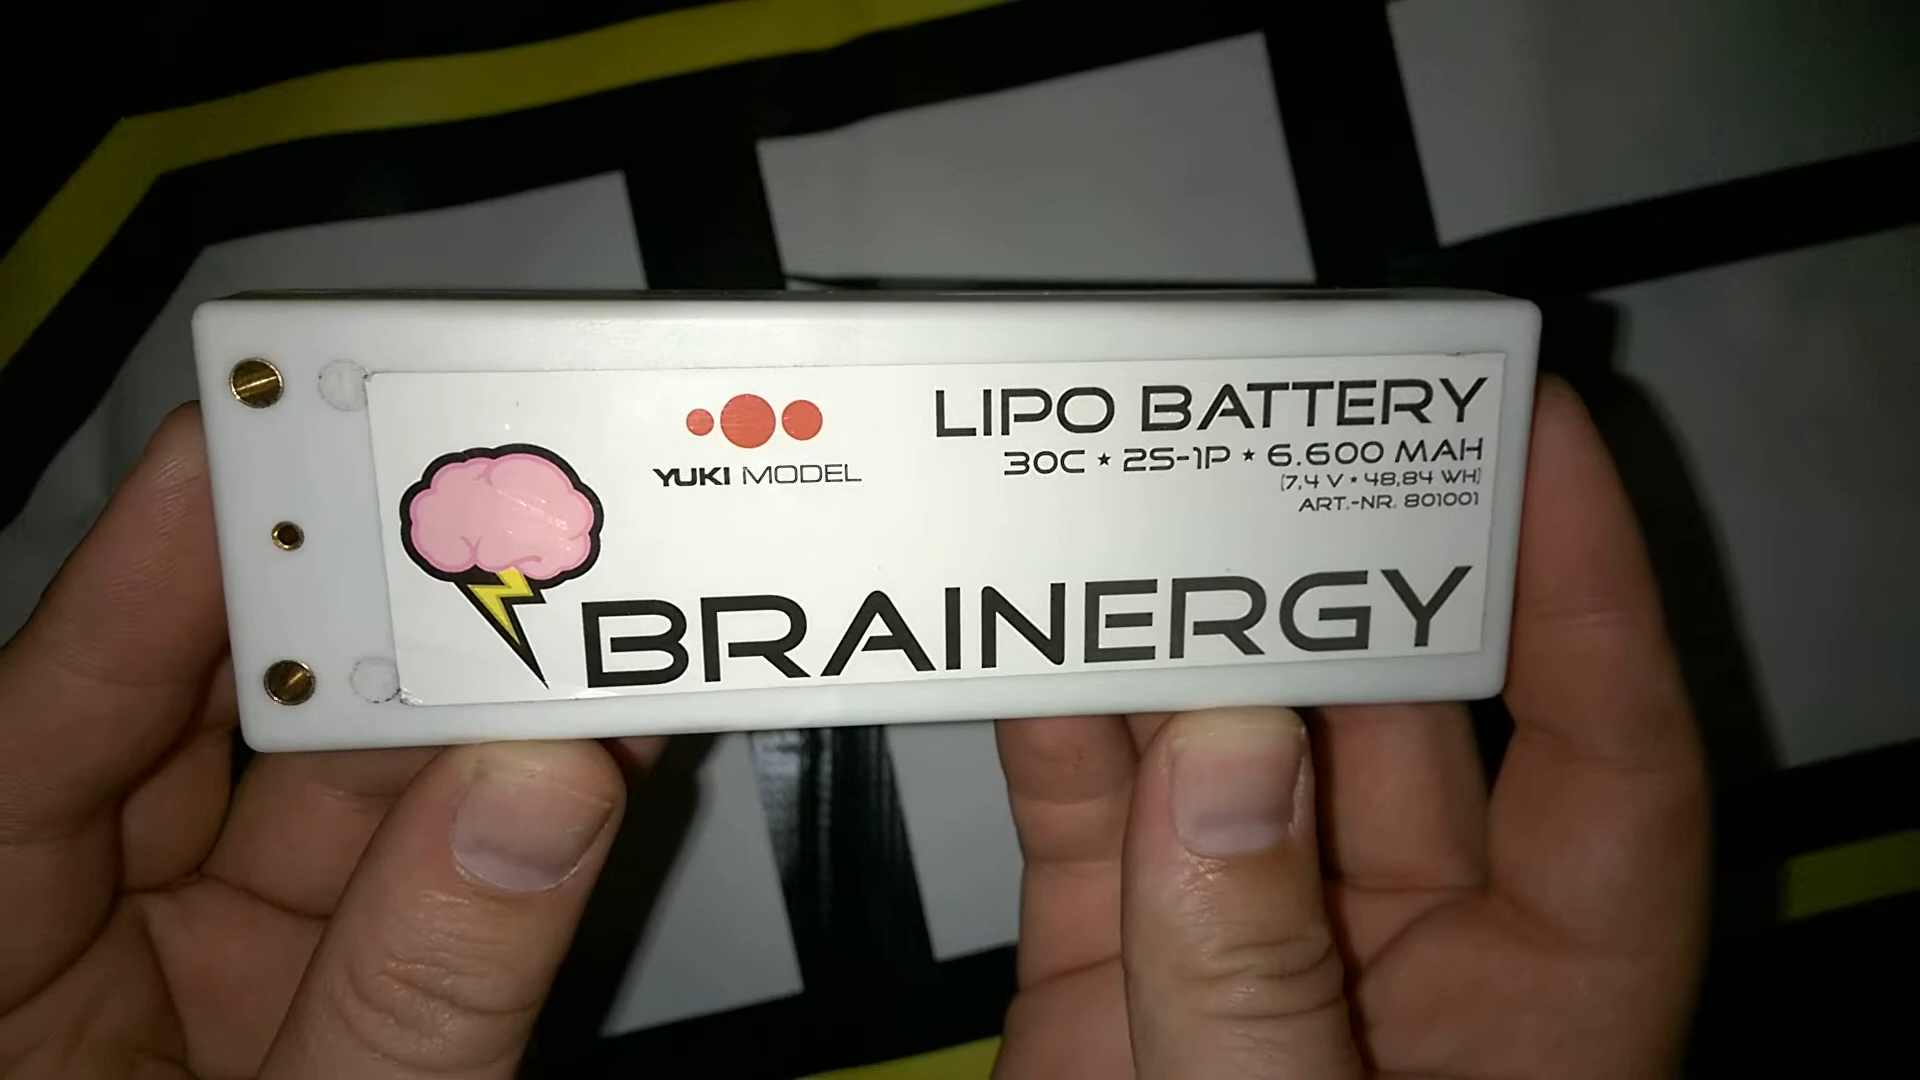 YUKI MODEL
LIPO BATTERY
30C ★ 2S-1P ★ 6.600 MAH
(7,4 V ★ 48,84 WH)
ART.-NR. 801001
BRAINERGY